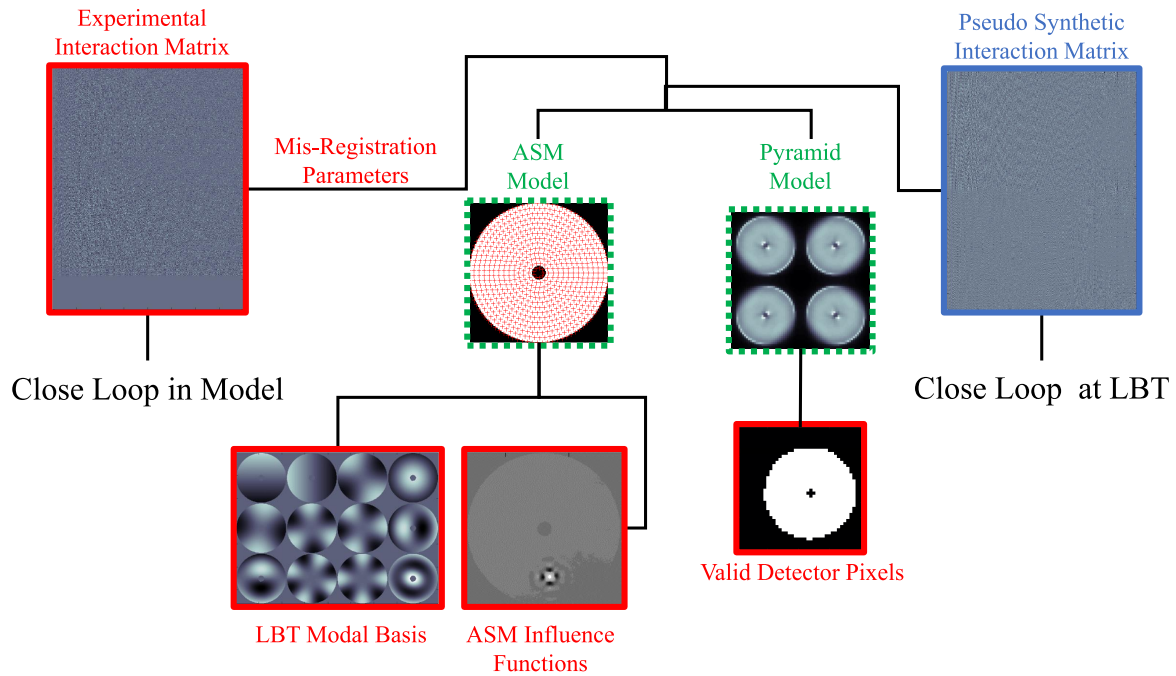 Experimental
Interaction Matrix
Pseudo Synthetic
Interaction Matrix
Mis-Registration
Parameters
ASM
Model
Pyramid
Model
Close Loop in Model
Close Loop at LBT
Valid Detector Pixels
LBT Modal Basis
ASM Influence
Functions